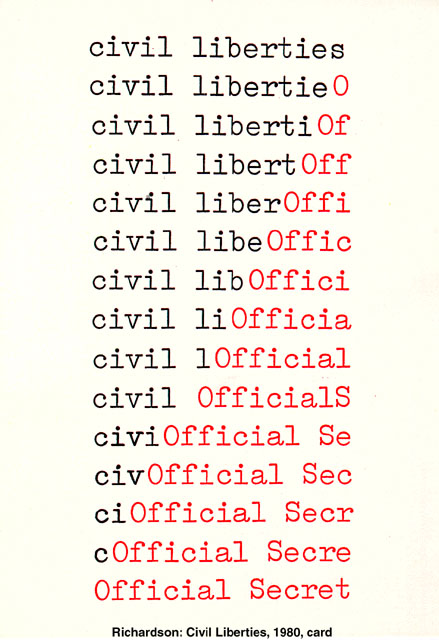 civil liberties
civil libertieO
civil libertiOf
civil libertOff
civil liberOffi
civil libeOffic
civil libOffici
civil liOfficia
civil lOfficial
civil OfficialS
civiOfficial Se
civOfficial Sec
ciOfficial Secr
cOfficial Secre
Official Secret
Richardson: Civil Liberties, 1980, card